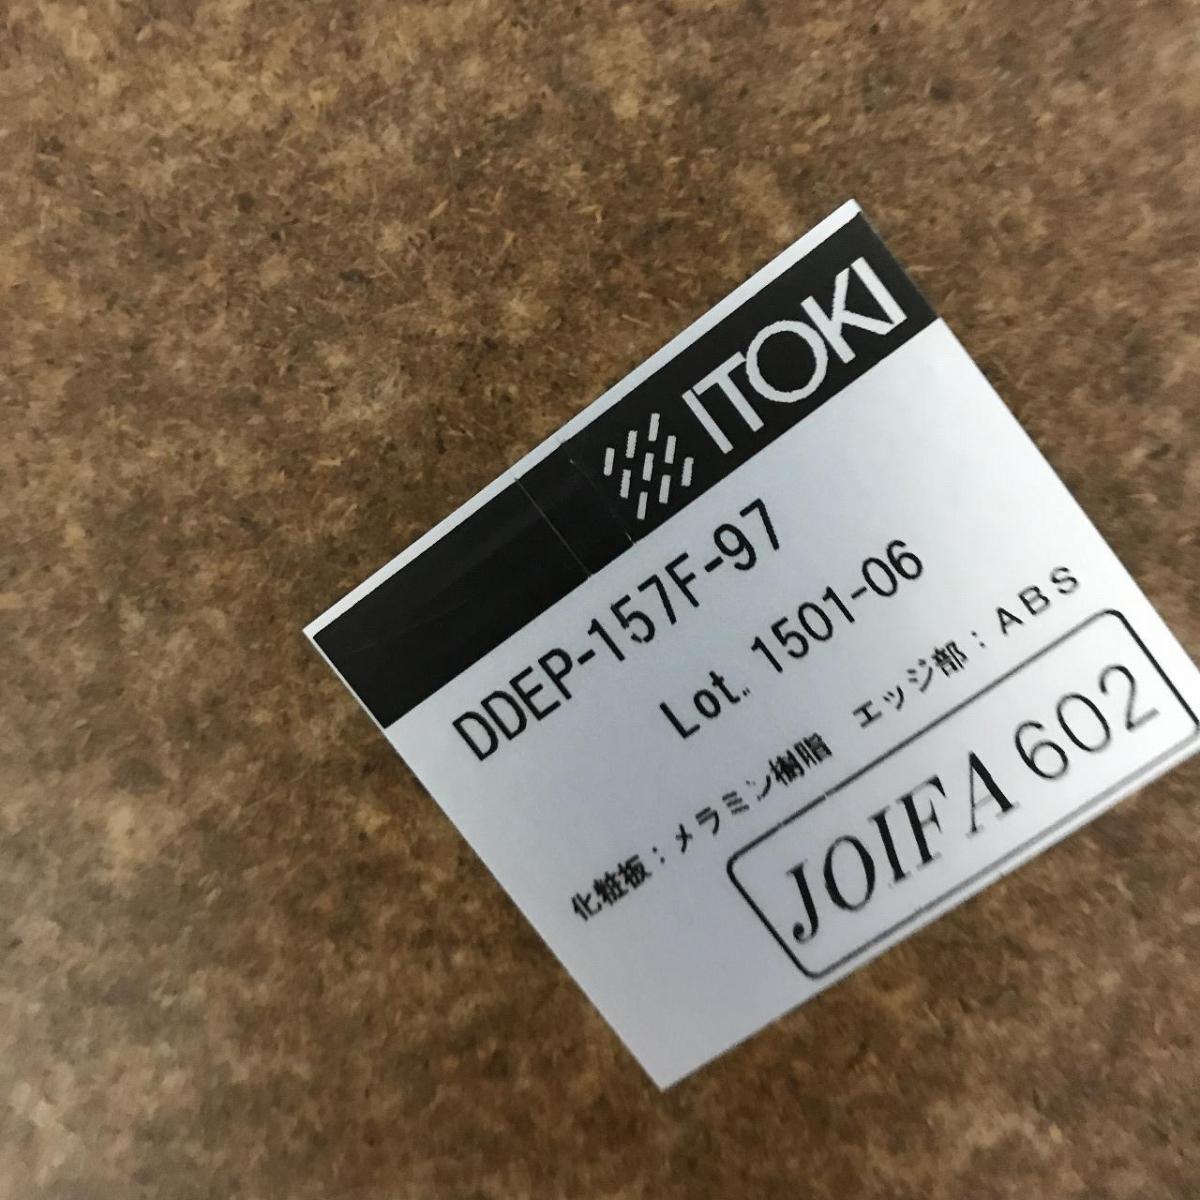 ITOKI
DDEP-157F-97
Lot. 1501-06
化粧板：メラミン樹脂 エッジ部：ABS
JOIFA 602